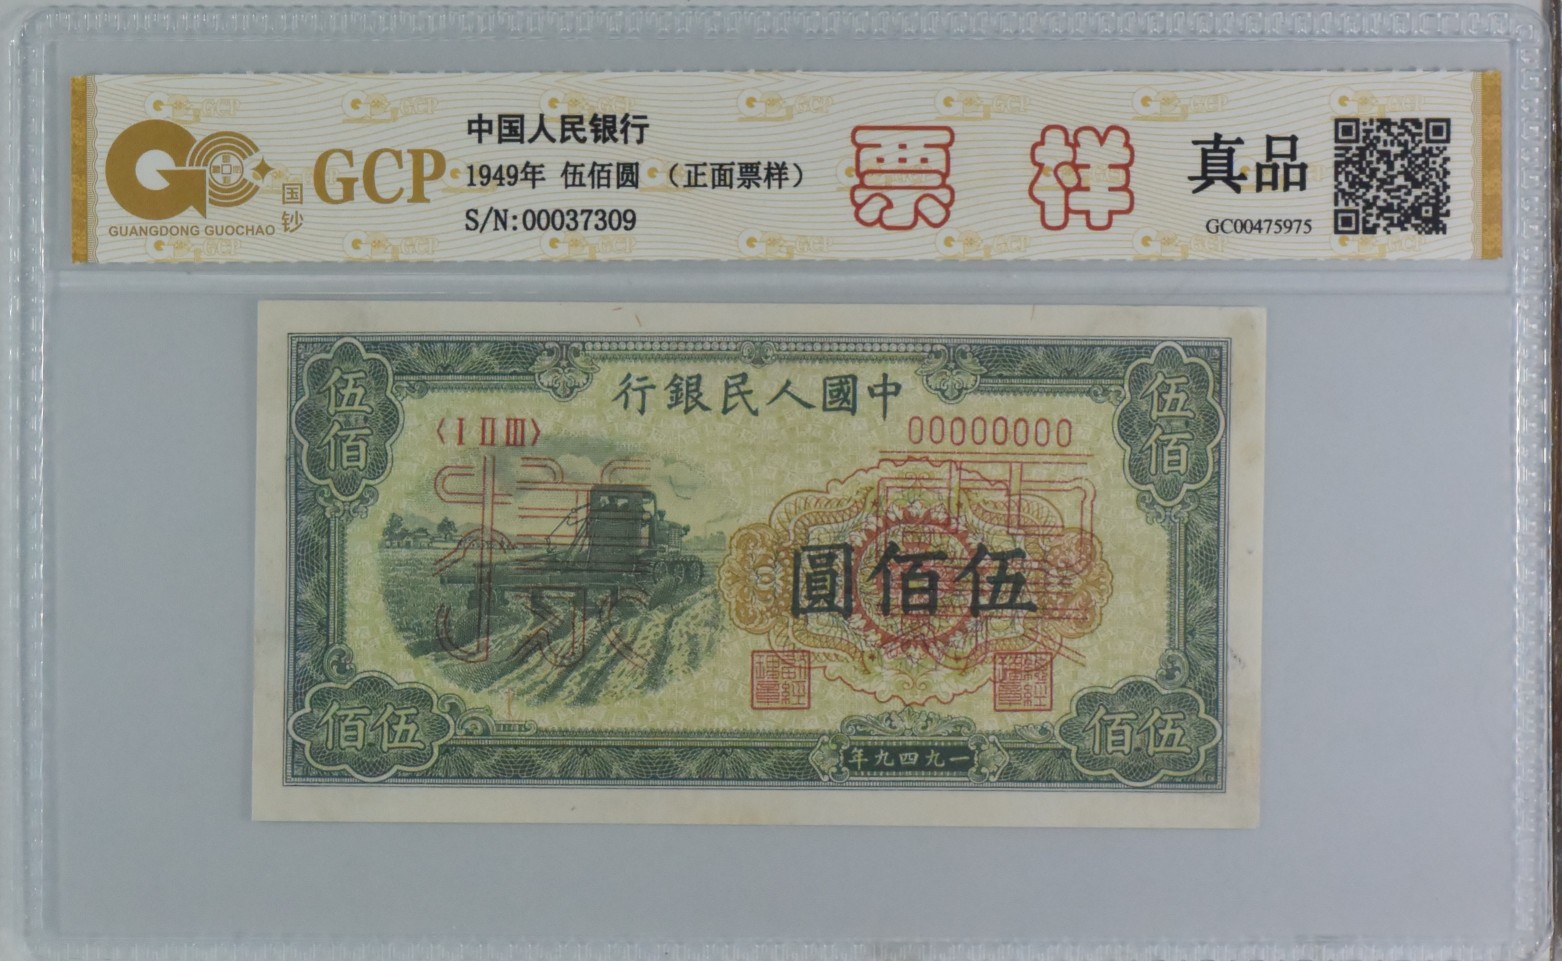 GUANGDONG GUOCHAO
国钞
GCP
中国人民银行
1949年 伍佰圆 （正面票样）
S/N:00037309
票样
真品
GC00475975
伍佰
行銀民人國中
伍佰
〈I II III〉
00000000
票樣
圓佰伍
佰伍
年九四九一
佰伍